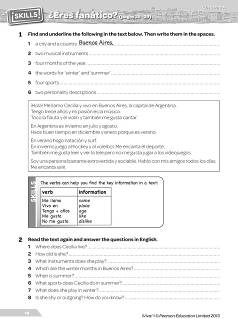 SKILLS
¿Eres fanático? (pages 28–29)
1 Find and underline the following in the text below. Then write them in the spaces.
1 a city and a country Buenos Aires,
2 two musical instruments
3 four months of the year
4 the words for 'winter' and 'summer'
5 four sports
6 two personality descriptions
¡Hola! Me llamo Cecilia y vivo en Buenos Aires, la capital de Argentina.
Tengo trece años y mi pasión es la música.
Toco la flauta y el violín y también me gusta cantar.
En Argentina es invierno en julio y agosto.
Hace buen tiempo en diciembre y enero porque es verano.
En verano hago natación y surf.
En invierno juego al hockey y al voleibol. Me encanta el deporte.
También me gusta leer y ver la tele pero no me gusta jugar a los videojuegos.
Soy una persona bastante extrovertida y sociable. Hablo con mis amigos todos los días.
Me encanta salir.
SKILLS
The verbs can help you find the key information in a text:
verb information
Me llamo name
Vivo en place
Tengo x años age
Me gusta like
No me gusta dislike
2 Read the text again and answer the questions in English.
1 Where does Cecilia live?
2 How old is she?
3 What instruments does she play?
4 Which are the winter months in Buenos Aires?
5 When is summer?
6 What sports does Cecilia do in summer?
7 What does she play in winter?
8 Is she shy or outgoing? How do you know?
¡Viva! 1 © Pearson Education Limited 2013